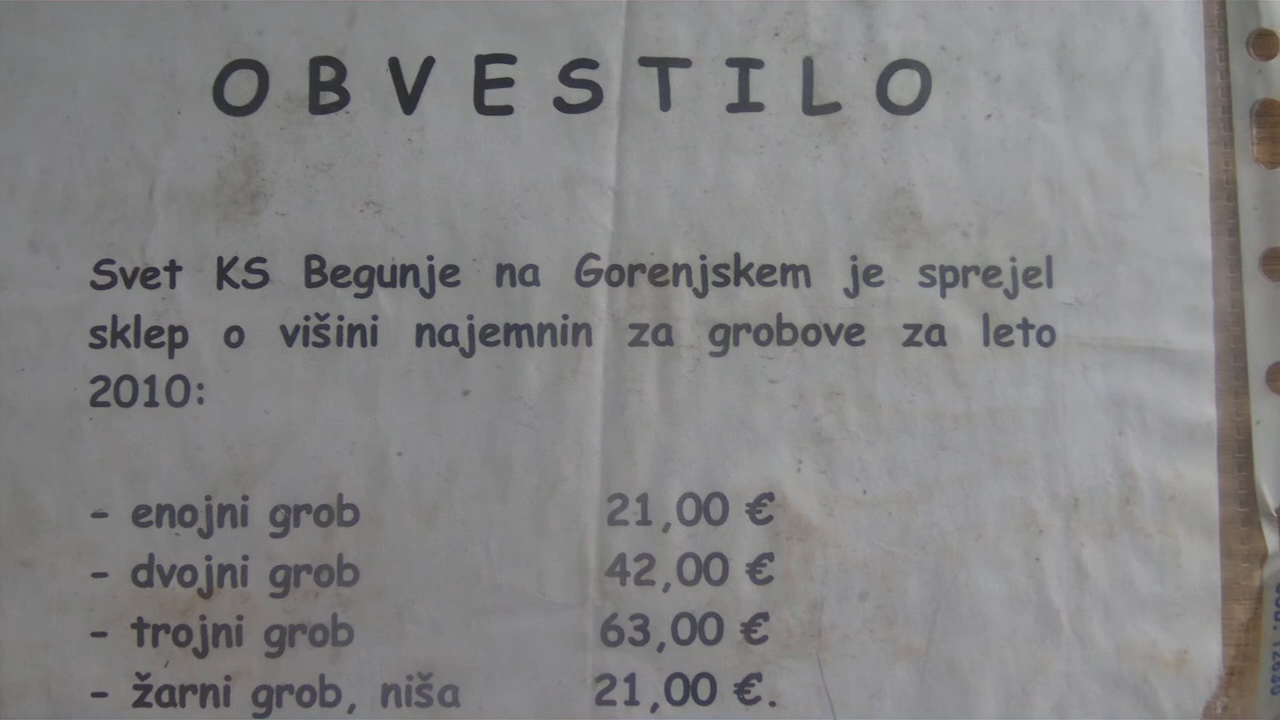 OBVESTILO
Svet KS Begunje na Gorenjskem je sprejel
sklep o višini najemnin za grobove za leto
2010:
- enojni grob 21,00 €
- dvojni grob 42,00 €
- trojni grob 63,00 €
- žarni grob, niša 21,00 €.